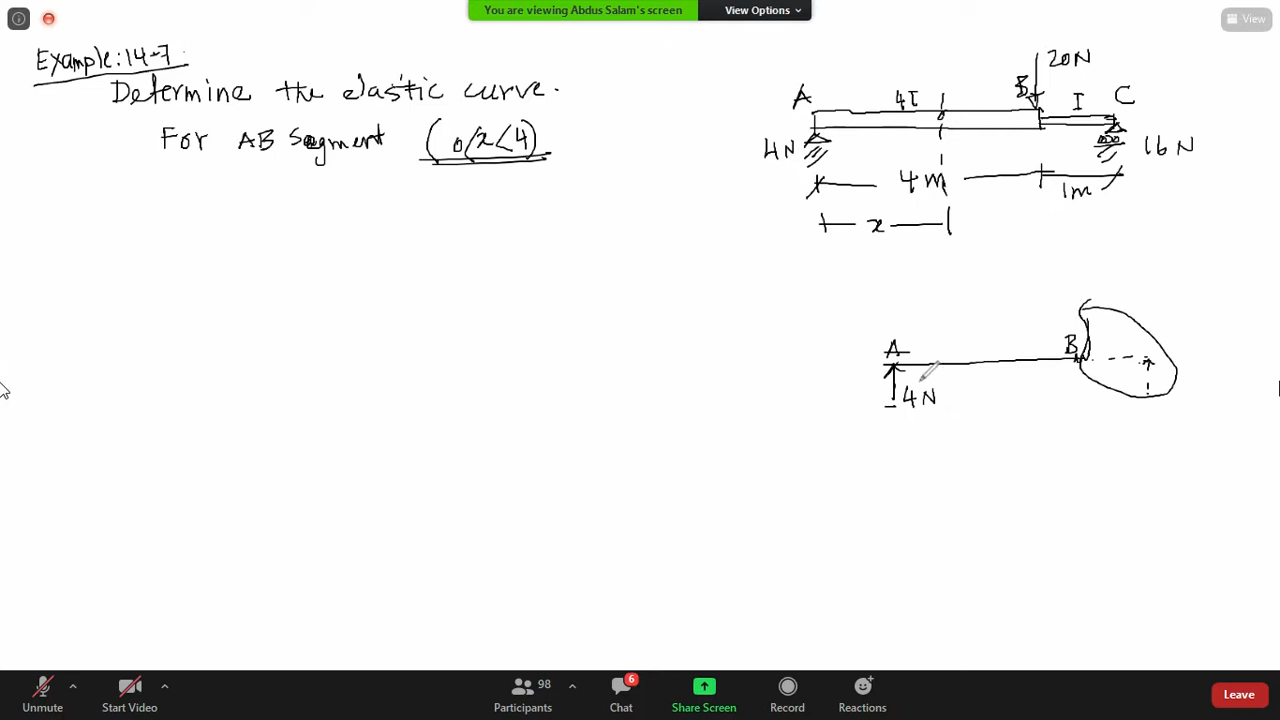 You are viewing Abdus Salam's screen
View Options
View
Example: 14-7
Determine the elastic curve.
For AB Segment (0<x<4)
20N
A
4I
B
I
C
4N
16 N
4 m
1m
x
A
B
4N
98
6
Unmute
Start Video
Participants
Chat
Share Screen
Record
Reactions
Leave